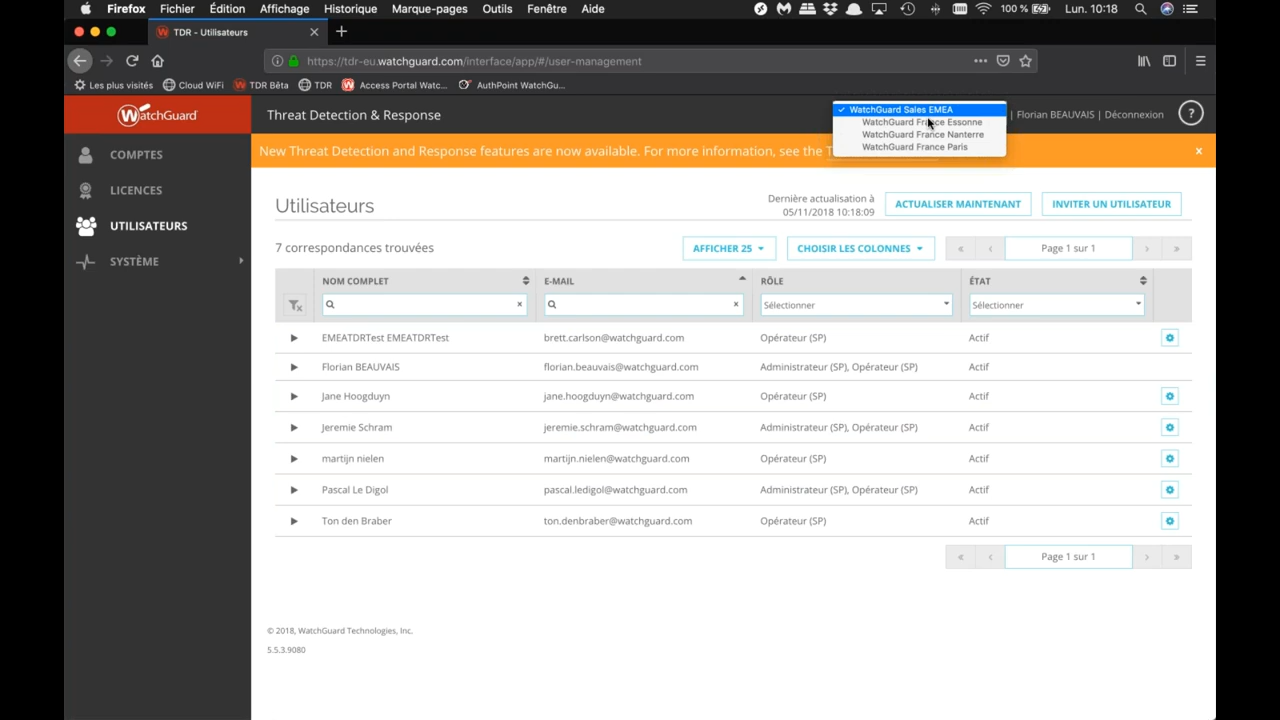 Firefox Fichier Édition Affichage Historique Marque-pages Outils Fenêtre Aide 100 % Lun. 10:18
TDR - Utilisateurs
https://tdr-eu.watchguard.com/interface/app/#/user-management
Les plus visités Cloud WiFi TDR Bêta TDR Access Portal Watc... AuthPoint WatchGu...
WatchGuard
Threat Detection & Response
WatchGuard Sales EMEA
WatchGuard France Essonne
WatchGuard France Nanterre
WatchGuard France Paris
| Florian BEAUVAIS | Déconnexion ?
New Threat Detection and Response features are now available. For more information, see the
COMPTES
LICENCES
UTILISATEURS
SYSTÈME
Utilisateurs
Dernière actualisation à
05/11/2018 10:18:09
ACTUALISER MAINTENANT INVITER UN UTILISATEUR
7 correspondances trouvées
AFFICHER 25 CHOISIR LES COLONNES « ‹ Page 1 sur 1 › »
NOM COMPLET E-MAIL RÔLE ÉTAT
Sélectionner Sélectionner
EMEATDRTest EMEATDRTest brett.carlson@watchguard.com Opérateur (SP) Actif
Florian BEAUVAIS florian.beauvais@watchguard.com Administrateur (SP), Opérateur (SP) Actif
Jane Hoogduyn jane.hoogduyn@watchguard.com Opérateur (SP) Actif
Jeremie Schram jeremie.schram@watchguard.com Administrateur (SP), Opérateur (SP) Actif
martijn nielen martijn.nielen@watchguard.com Opérateur (SP) Actif
Pascal Le Digol pascal.ledigol@watchguard.com Administrateur (SP), Opérateur (SP) Actif
Ton den Braber ton.denbraber@watchguard.com Opérateur (SP) Actif
« ‹ Page 1 sur 1 › »
© 2018, WatchGuard Technologies, Inc.
5.5.3.9080